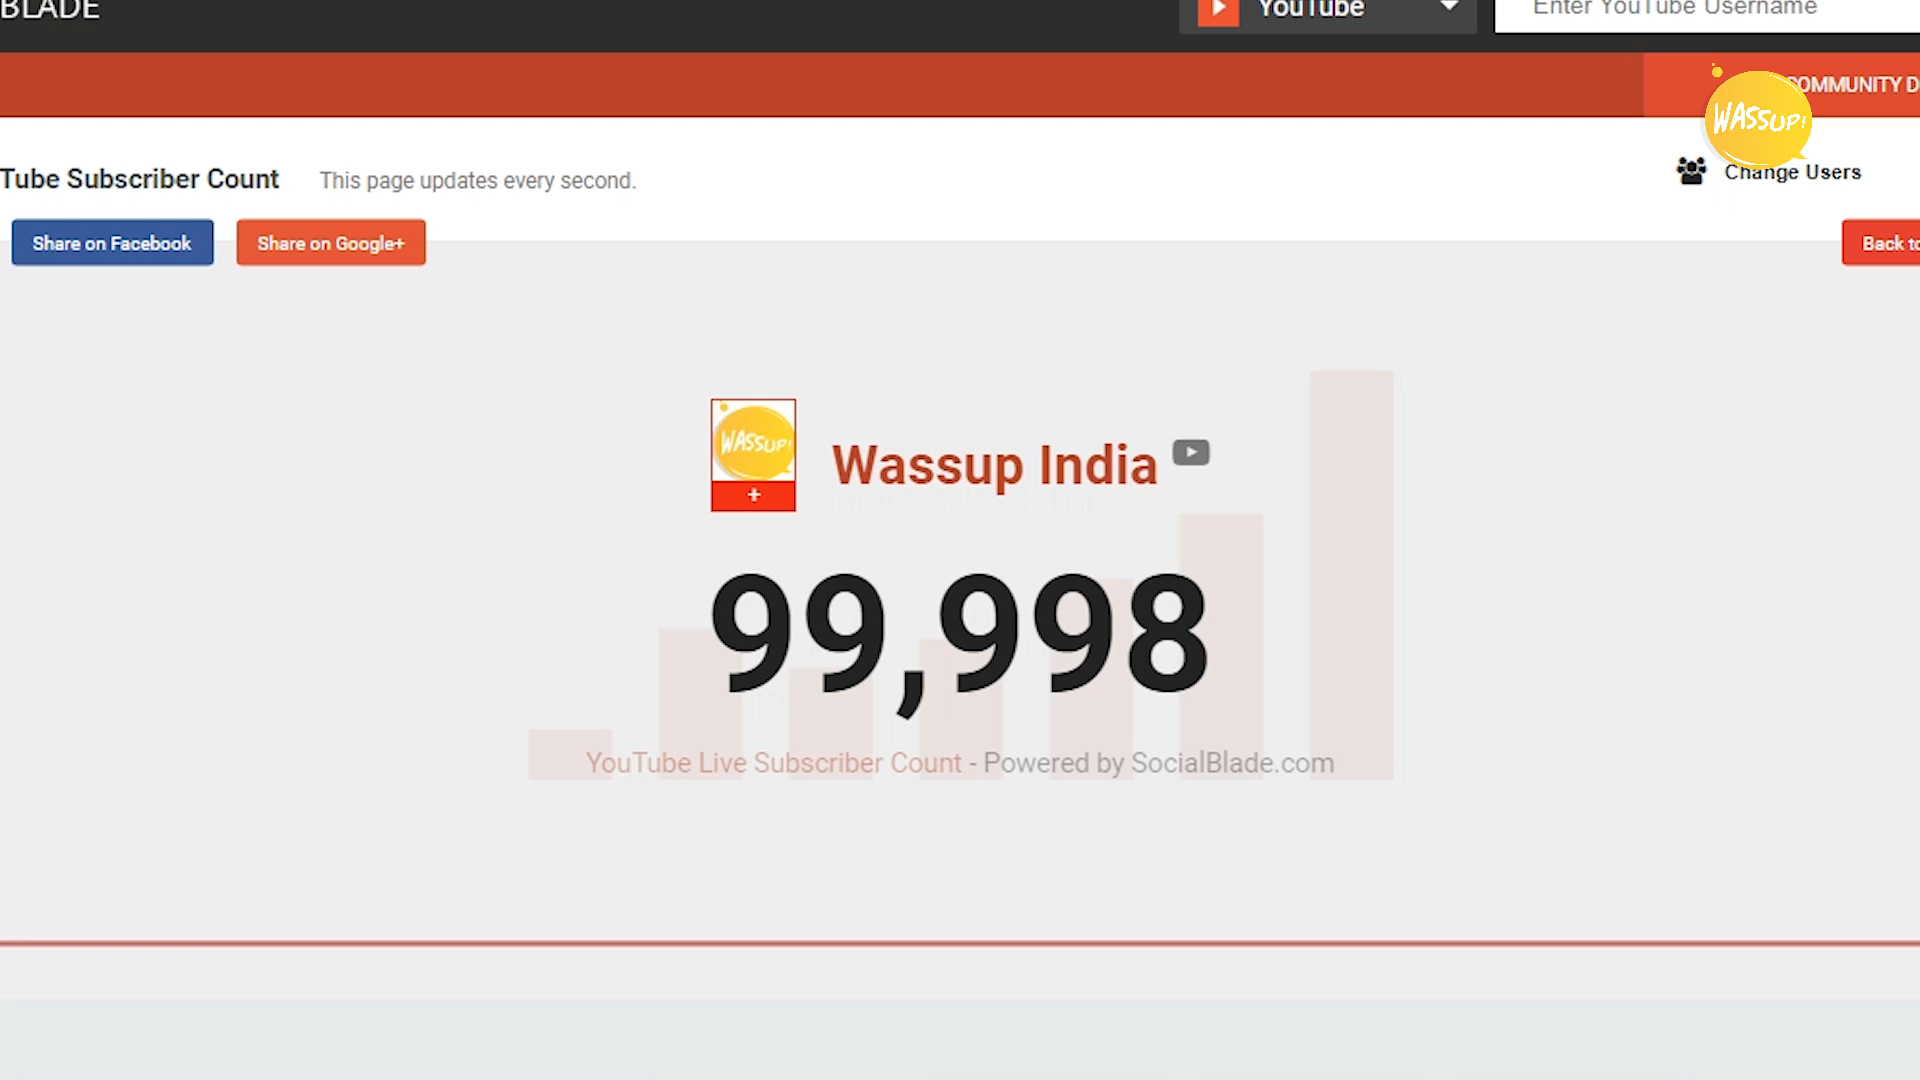 BLADE
YouTube
Enter YouTube Username
COMMUNITY D
WASSUP!
Tube Subscriber Count
This page updates every second.
Change Users
Share on Facebook
Share on Google+
Back to
WASSUP!
+
Wassup India
99,998
YouTube Live Subscriber Count - Powered by SocialBlade.com